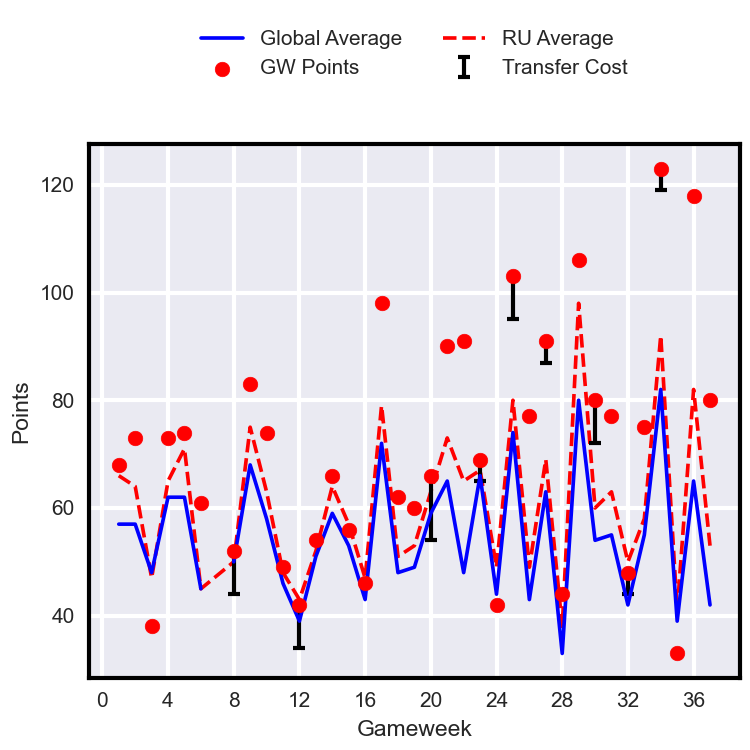 Global Average RU Average
GW Points Transfer Cost
120
100
80
60
40
Points
0 4 8 12 16 20 24 28 32 36
Gameweek